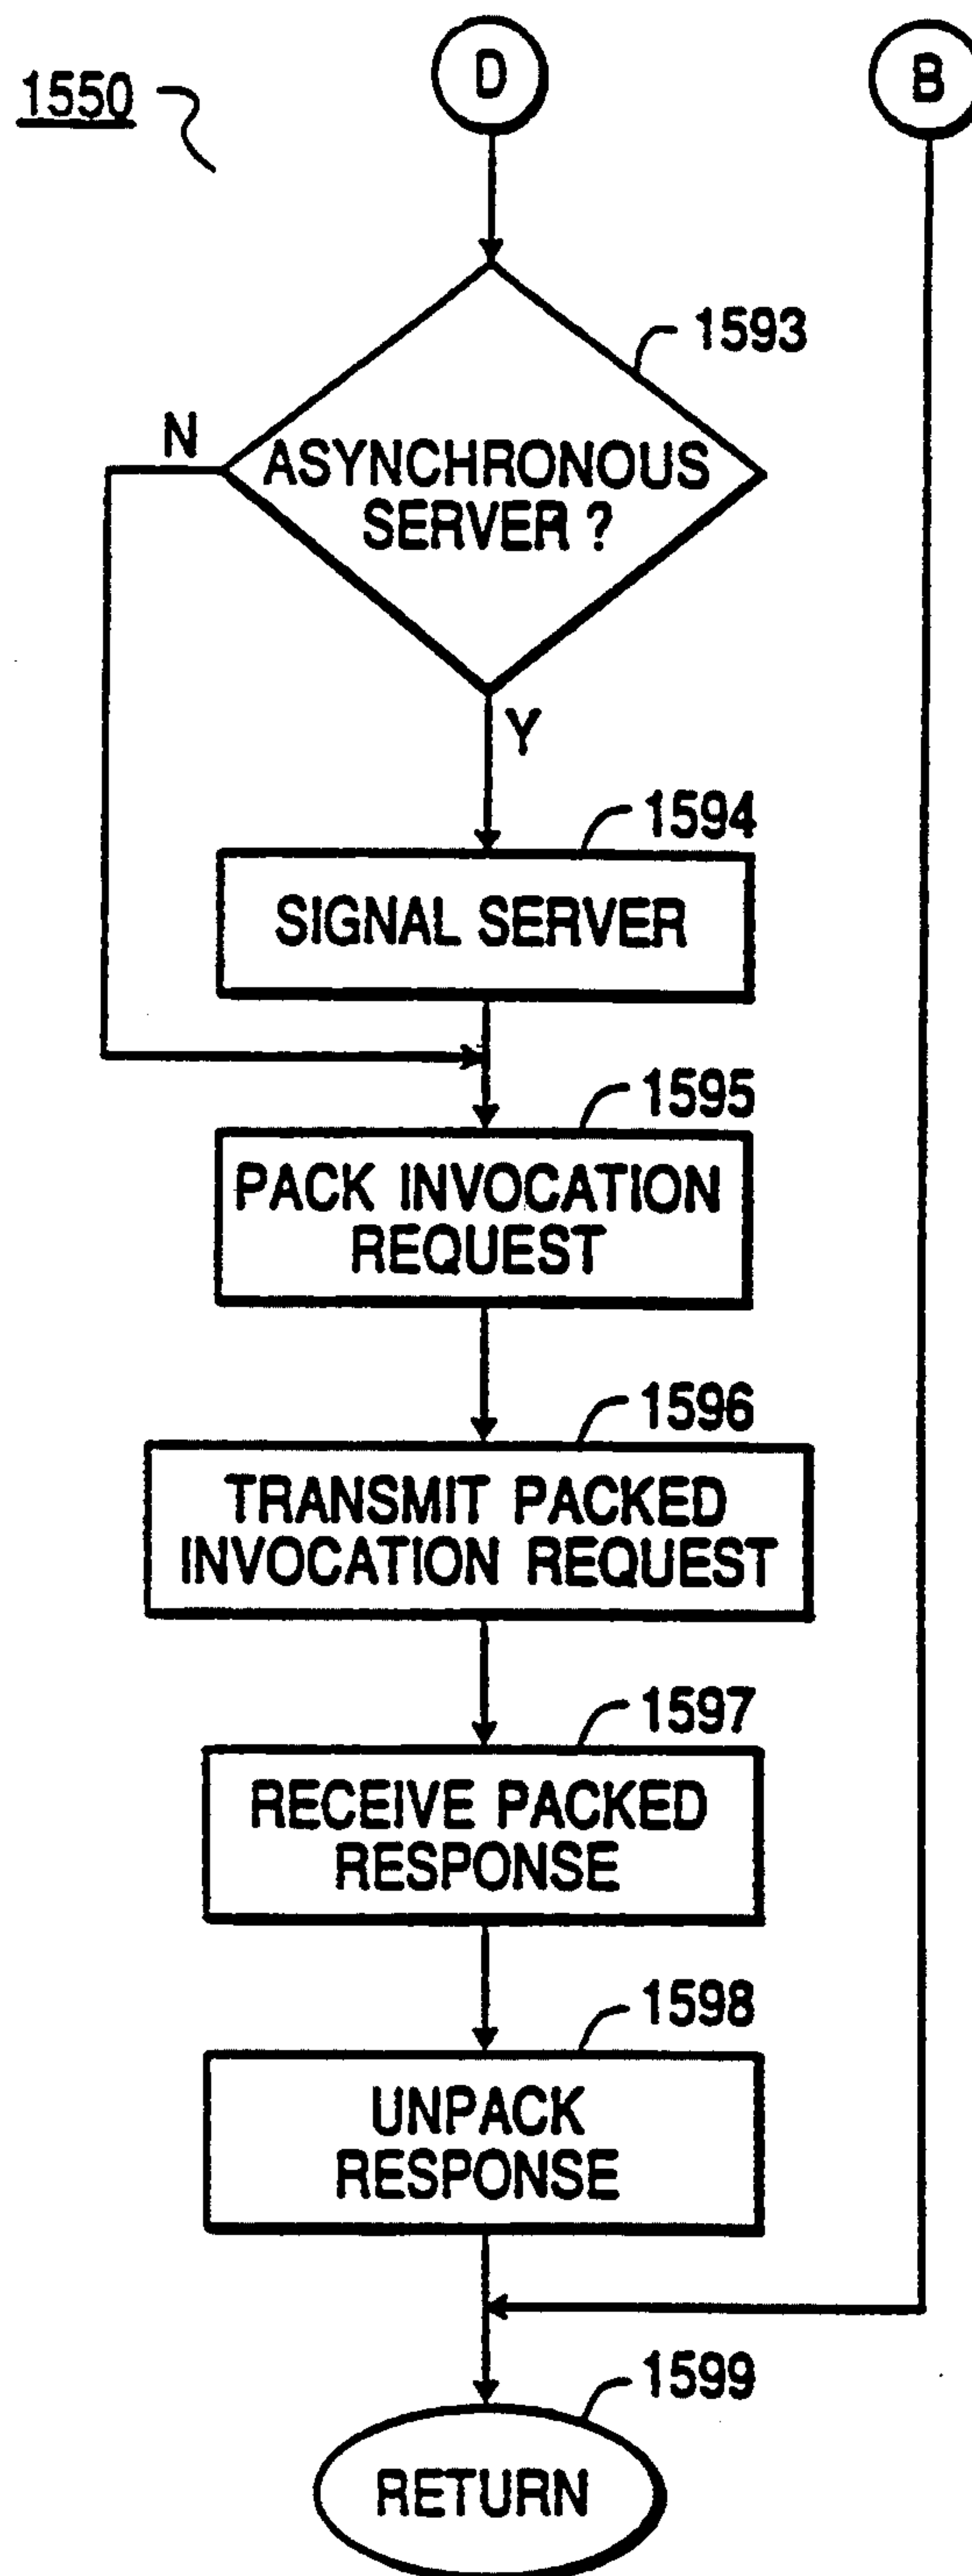 1550
D
B
1593
N
ASYNCHRONOUS
SERVER ?
Y
1594
SIGNAL SERVER
1595
PACK INVOCATION
REQUEST
1596
TRANSMIT PACKED
INVOCATION REQUEST
1597
RECEIVE PACKED
RESPONSE
1598
UNPACK
RESPONSE
1599
RETURN